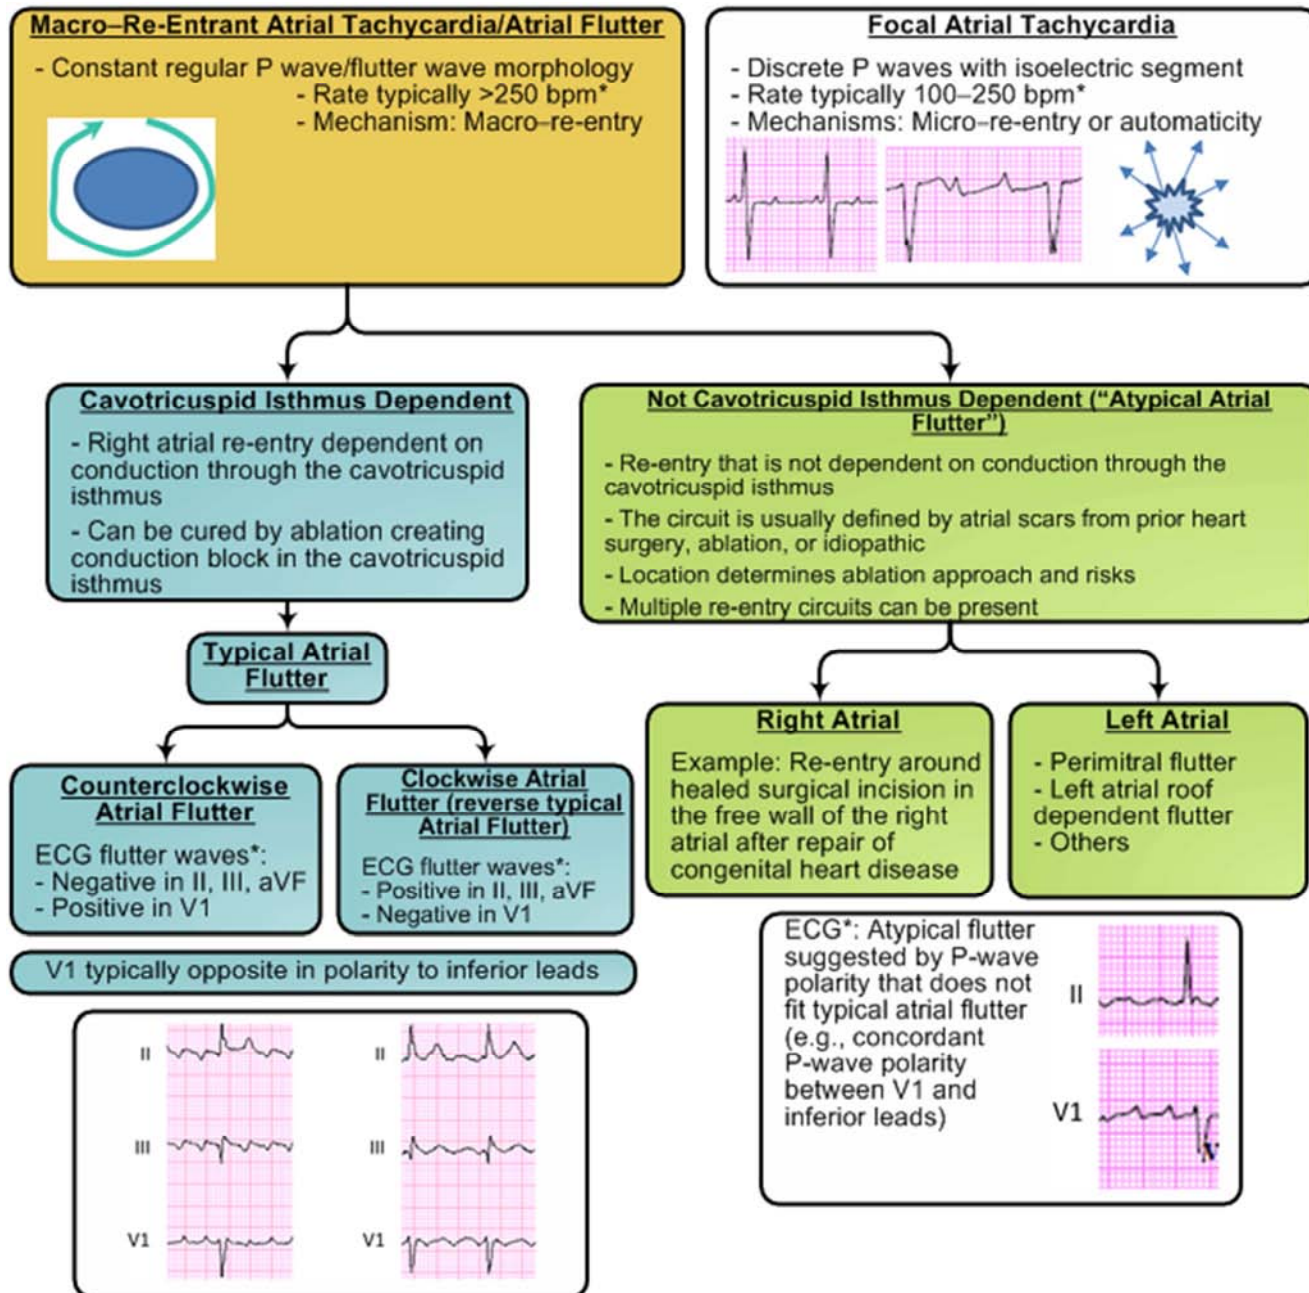 Macro–Re-Entrant Atrial Tachycardia/Atrial Flutter
- Constant regular P wave/flutter wave morphology
- Rate typically >250 bpm*
- Mechanism: Macro–re-entry
Focal Atrial Tachycardia
- Discrete P waves with isoelectric segment
- Rate typically 100–250 bpm*
- Mechanisms: Micro–re-entry or automaticity
Cavotricuspid Isthmus Dependent
- Right atrial re-entry dependent on
conduction through the cavotricuspid
isthmus
- Can be cured by ablation creating
conduction block in the cavotricuspid
isthmus
Not Cavotricuspid Isthmus Dependent (“Atypical Atrial
Flutter”)
- Re-entry that is not dependent on conduction through the
cavotricuspid isthmus
- The circuit is usually defined by atrial scars from prior heart
surgery, ablation, or idiopathic
- Location determines ablation approach and risks
- Multiple re-entry circuits can be present
Typical Atrial
Flutter
Counterclockwise
Atrial Flutter
ECG flutter waves*:
- Negative in II, III, aVF
- Positive in V1
Clockwise Atrial
Flutter (reverse typical
Atrial Flutter)
ECG flutter waves*:
- Positive in II, III, aVF
- Negative in V1
V1 typically opposite in polarity to inferior leads
II
III
V1
II
III
V1
Right Atrial
Example: Re-entry around
healed surgical incision in
the free wall of the right
atrial after repair of
congenital heart disease
Left Atrial
- Perimitral flutter
- Left atrial roof
dependent flutter
- Others
ECG*: Atypical flutter
suggested by P-wave
polarity that does not
fit typical atrial flutter
(e.g., concordant
P-wave polarity
between V1 and
inferior leads)
II
V1